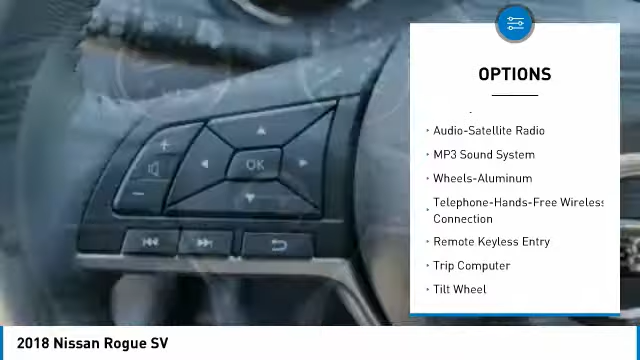 OPTIONS
Audio-Satellite Radio
MP3 Sound System
Wheels-Aluminum
Telephone-Hands-Free Wireless
Connection
Remote Keyless Entry
Trip Computer
Tilt Wheel
OK
2018 Nissan Rogue SV